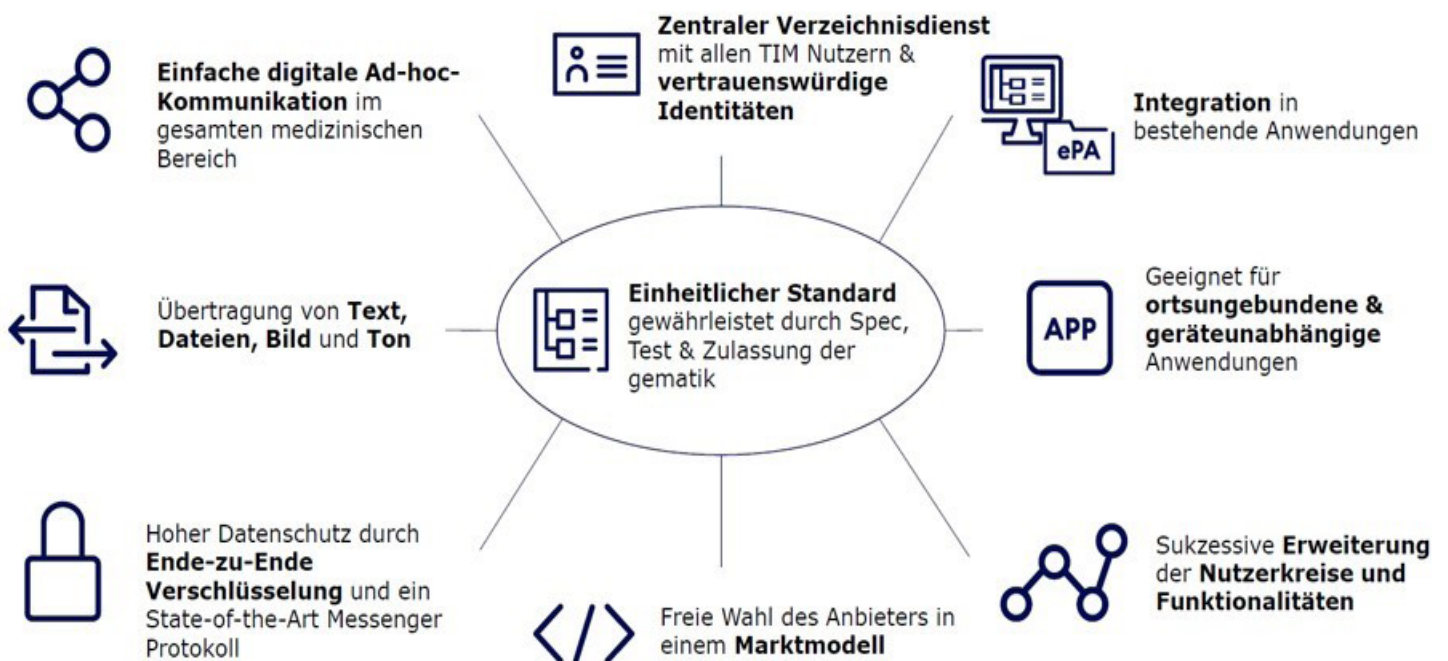 Einfache digitale Ad-hoc-
Kommunikation im
gesamten medizinischen
Bereich
Zentraler Verzeichnisdienst
mit allen TIM Nutzern &
vertrauenswürdige
Identitäten
ePA
Integration in
bestehende Anwendungen
Übertragung von Text,
Dateien, Bild und Ton
Einheitlicher Standard
gewährleistet durch Spec,
Test & Zulassung der
gematik
APP
Geeignet für
ortsungebundene &
geräteunabhängige
Anwendungen
Hoher Datenschutz durch
Ende-zu-Ende
Verschlüsselung und ein
State-of-the-Art Messenger
Protokoll
Freie Wahl des Anbieters in
einem Marktmodell
Sukzessive Erweiterung
der Nutzerkreise und
Funktionalitäten